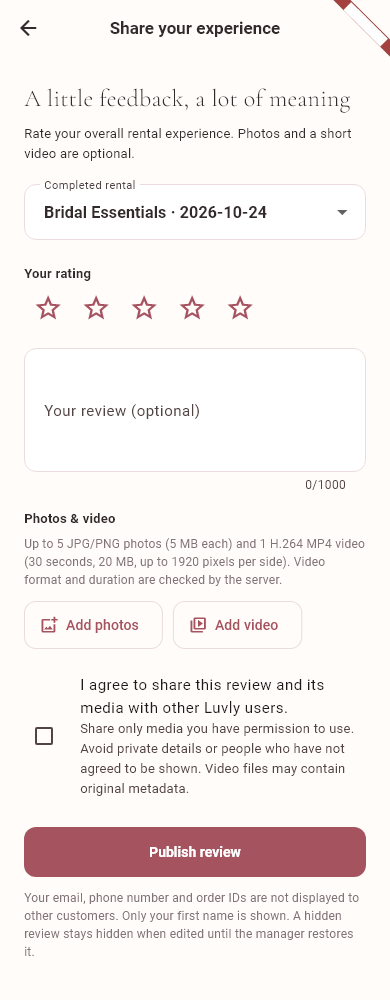 Share your experience
A little feedback, a lot of meaning
Rate your overall rental experience. Photos and a short
video are optional.
Completed rental
Bridal Essentials · 2026-10-24
Your rating
Your review (optional)
0/1000
Photos & video
Up to 5 JPG/PNG photos (5 MB each) and 1 H.264 MP4 video
(30 seconds, 20 MB, up to 1920 pixels per side). Video
format and duration are checked by the server.
Add photos
Add video
I agree to share this review and its
media with other Luvly users.
Share only media you have permission to use.
Avoid private details or people who have not
agreed to be shown. Video files may contain
original metadata.
Publish review
Your email, phone number and order IDs are not displayed to
other customers. Only your first name is shown. A hidden
review stays hidden when edited until the manager restores
it.